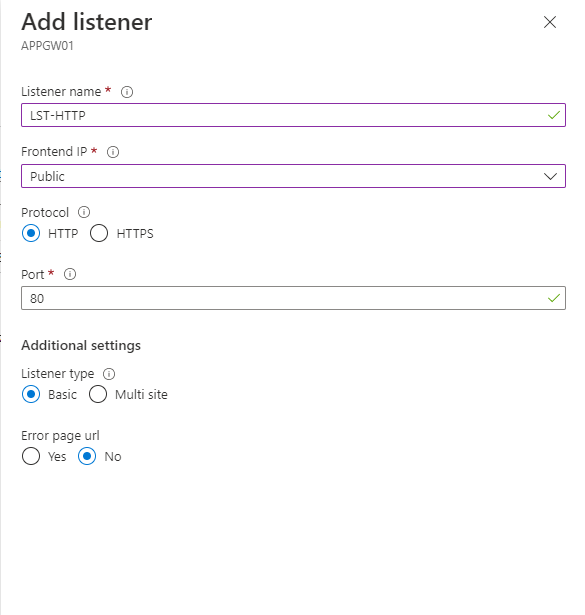 Add listener
APPGW01
Listener name *
LST-HTTP
Frontend IP *
Public
Protocol
HTTP HTTPS
Port *
80
Additional settings
Listener type
Basic Multi site
Error page url
Yes No